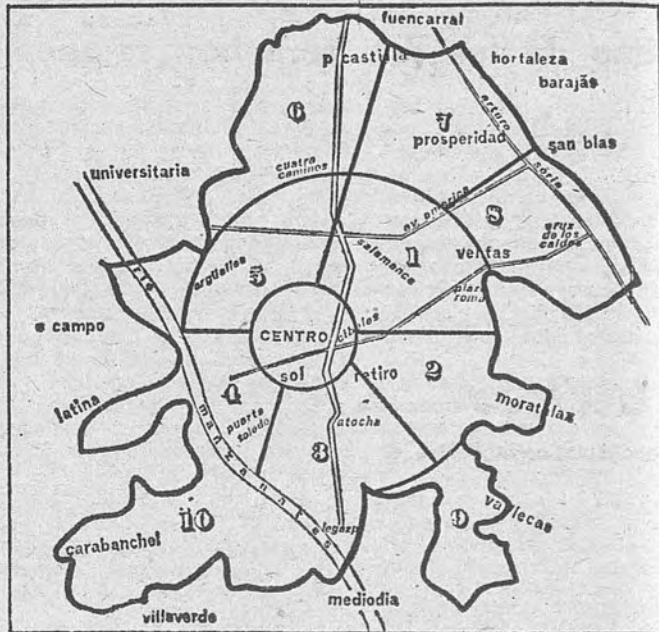 fuencarral
p. castilla
hortaleza
barajas
6
7
arturo
soria
prosperidad
san blas
universitaria
cuatro
caminos
av. america
8
cruz
de los
caidos
1
ventas
salamanca
argüelles
5
plaza
roma
rio
manzanares
CENTRO
cibeles
e campo
sol
retiro
2
4
latina
moratalaz
puerta
toledo
atocha
3
vallecas
9
10
legazpi
carabanchel
mediodia
villaverde